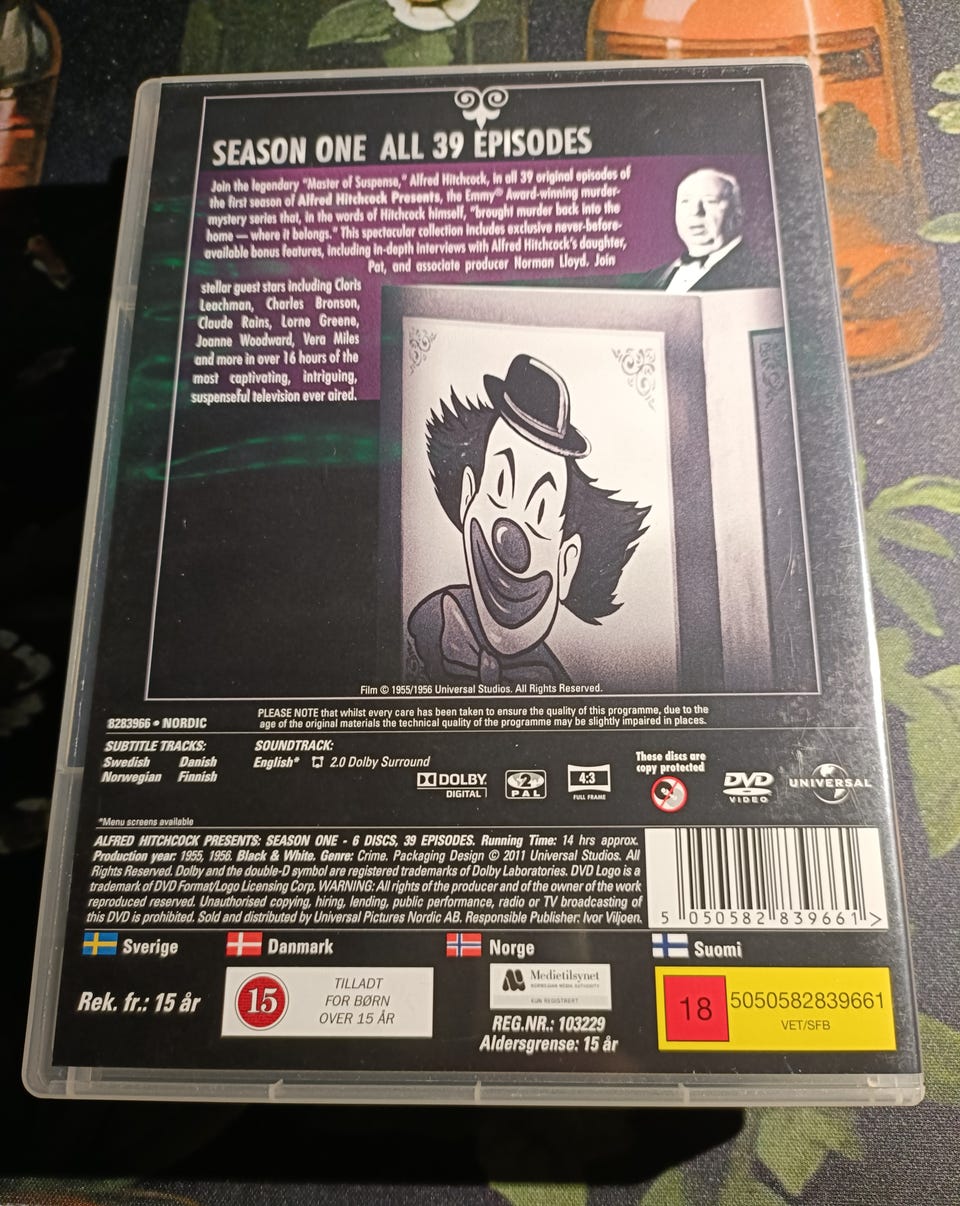 SEASON ONE ALL 39 EPISODES
Join the legendary "Master of Suspense," Alfred Hitchcock, in all 39 original episodes of
the first season of Alfred Hitchcock Presents, the Emmy® Award-winning murder-
mystery series that, in the words of Hitchcock himself, "brought murder back into the
home — where it belongs." This spectacular collection includes exclusive never-before-
available bonus features, including in-depth interviews with Alfred Hitchcock's daughter,
Pat, and associate producer Norman Lloyd. Join
stellar guest stars including Cloris
Leachman, Charles Bronson,
Claude Rains, Lorne Greene,
Joanne Woodward, Vera Miles
and more in over 16 hours of the
most captivating, intriguing,
suspenseful television ever aired.
Film © 1955/1956 Universal Studios. All Rights Reserved.
8283966 • NORDIC
PLEASE NOTE that whilst every care has been taken to ensure the quality of this programme, due to the
age of the original materials the technical quality of the programme may be slightly impaired in places.
SUBTITLE TRACKS:
Swedish Danish
Norwegian Finnish
SOUNDTRACK:
English* 2.0 Dolby Surround
DOLBY
DIGITAL
2
PAL
4:3
FULL FRAME
These discs are
copy protected
DVD
VIDEO
UNIVERSAL
*Menu screens available
ALFRED HITCHCOCK PRESENTS: SEASON ONE - 6 DISCS, 39 EPISODES. Running Time: 14 hrs approx.
Production year: 1955, 1956. Black & White. Genre: Crime. Packaging Design © 2011 Universal Studios. All
Rights Reserved. Dolby and the double-D symbol are registered trademarks of Dolby Laboratories. DVD Logo is a
trademark of DVD Format/Logo Licensing Corp. WARNING: All rights of the producer and of the owner of the work
reproduced reserved. Unauthorised copying, hiring, lending, public performance, radio or TV broadcasting of
this DVD is prohibited. Sold and distributed by Universal Pictures Nordic AB. Responsible Publisher: Ivor Viljoen.
5 050582 839661 >
Sverige
Danmark
Norge
Suomi
Rek. fr.: 15 år
15
TILLADT
FOR BØRN
OVER 15 ÅR
Medietilsynet
NORWEGIAN MEDIA AUTHORITY
KUN REGISTRERT
REG.NR.: 103229
Aldersgrense: 15 år
18
5050582839661
VET/SFB